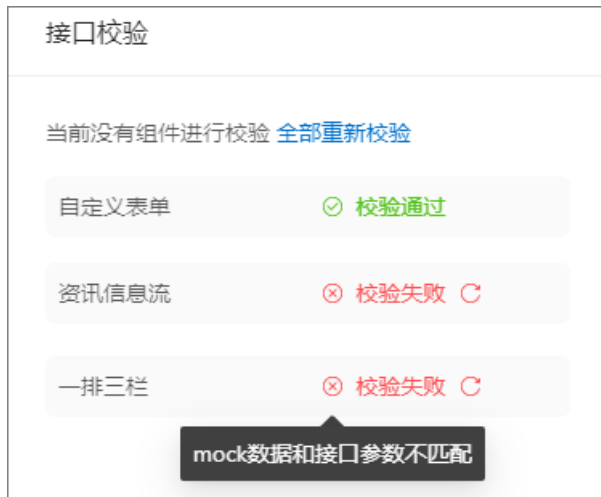 接口校验
当前没有组件进行校验 全部重新校验
自定义表单 校验通过
资讯信息流 校验失败
一排三栏 校验失败
mock数据和接口参数不匹配